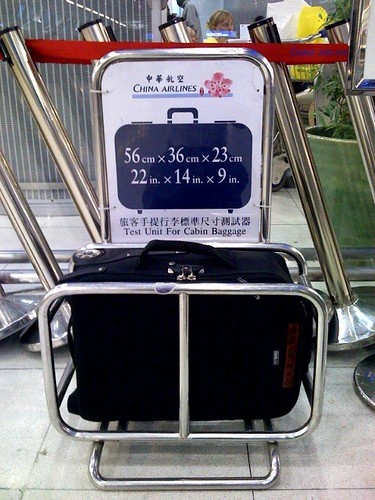 中華航空
CHINA AIRLINES
56 cm × 36 cm × 23 cm
22 in. × 14 in. × 9 in.
旅客手提行李標準尺寸測試器
Test Unit For Cabin Baggage